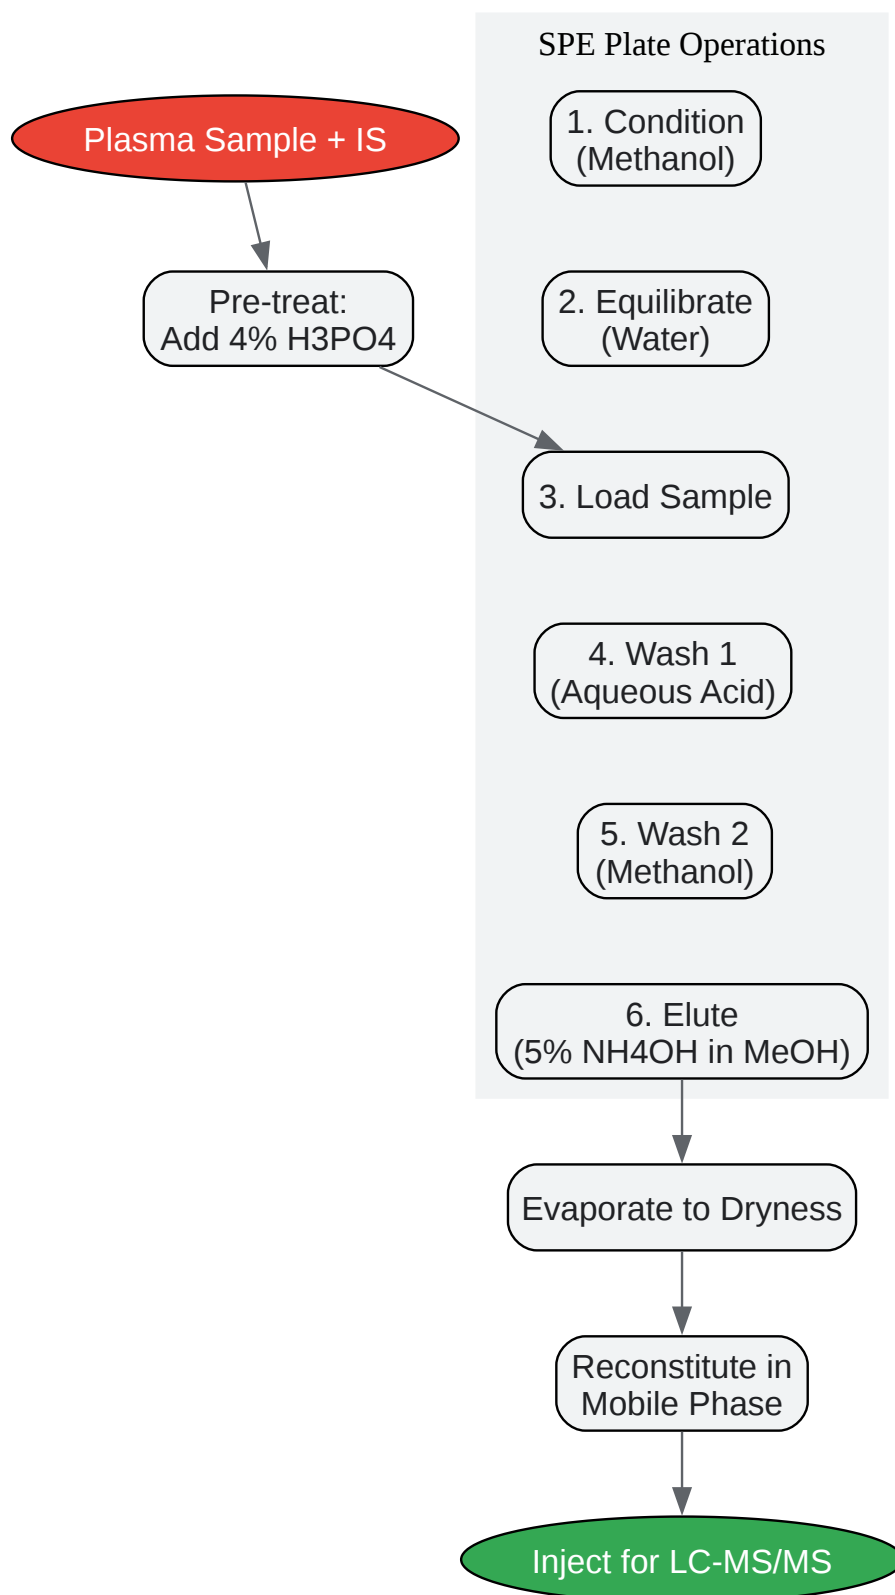 SPE Plate Operations
Plasma Sample + IS
1. Condition
(Methanol)
Pre-treat:
Add 4% H3PO4
2. Equilibrate
(Water)
3. Load Sample
4. Wash 1
(Aqueous Acid)
5. Wash 2
(Methanol)
6. Elute
(5% NH4OH in MeOH)
Evaporate to Dryness
Reconstitute in
Mobile Phase
Inject for LC-MS/MS